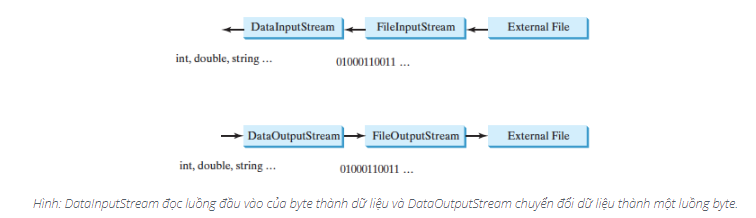 DataInputStream FileInputStream External File
int, double, string ... 01000110011 ...
DataOutputStream FileOutputStream External File
int, double, string ... 01000110011 ...
Hình: DataInputStream đọc luồng đầu vào của byte thành dữ liệu và DataOutputStream chuyển đổi dữ liệu thành một luồng byte.